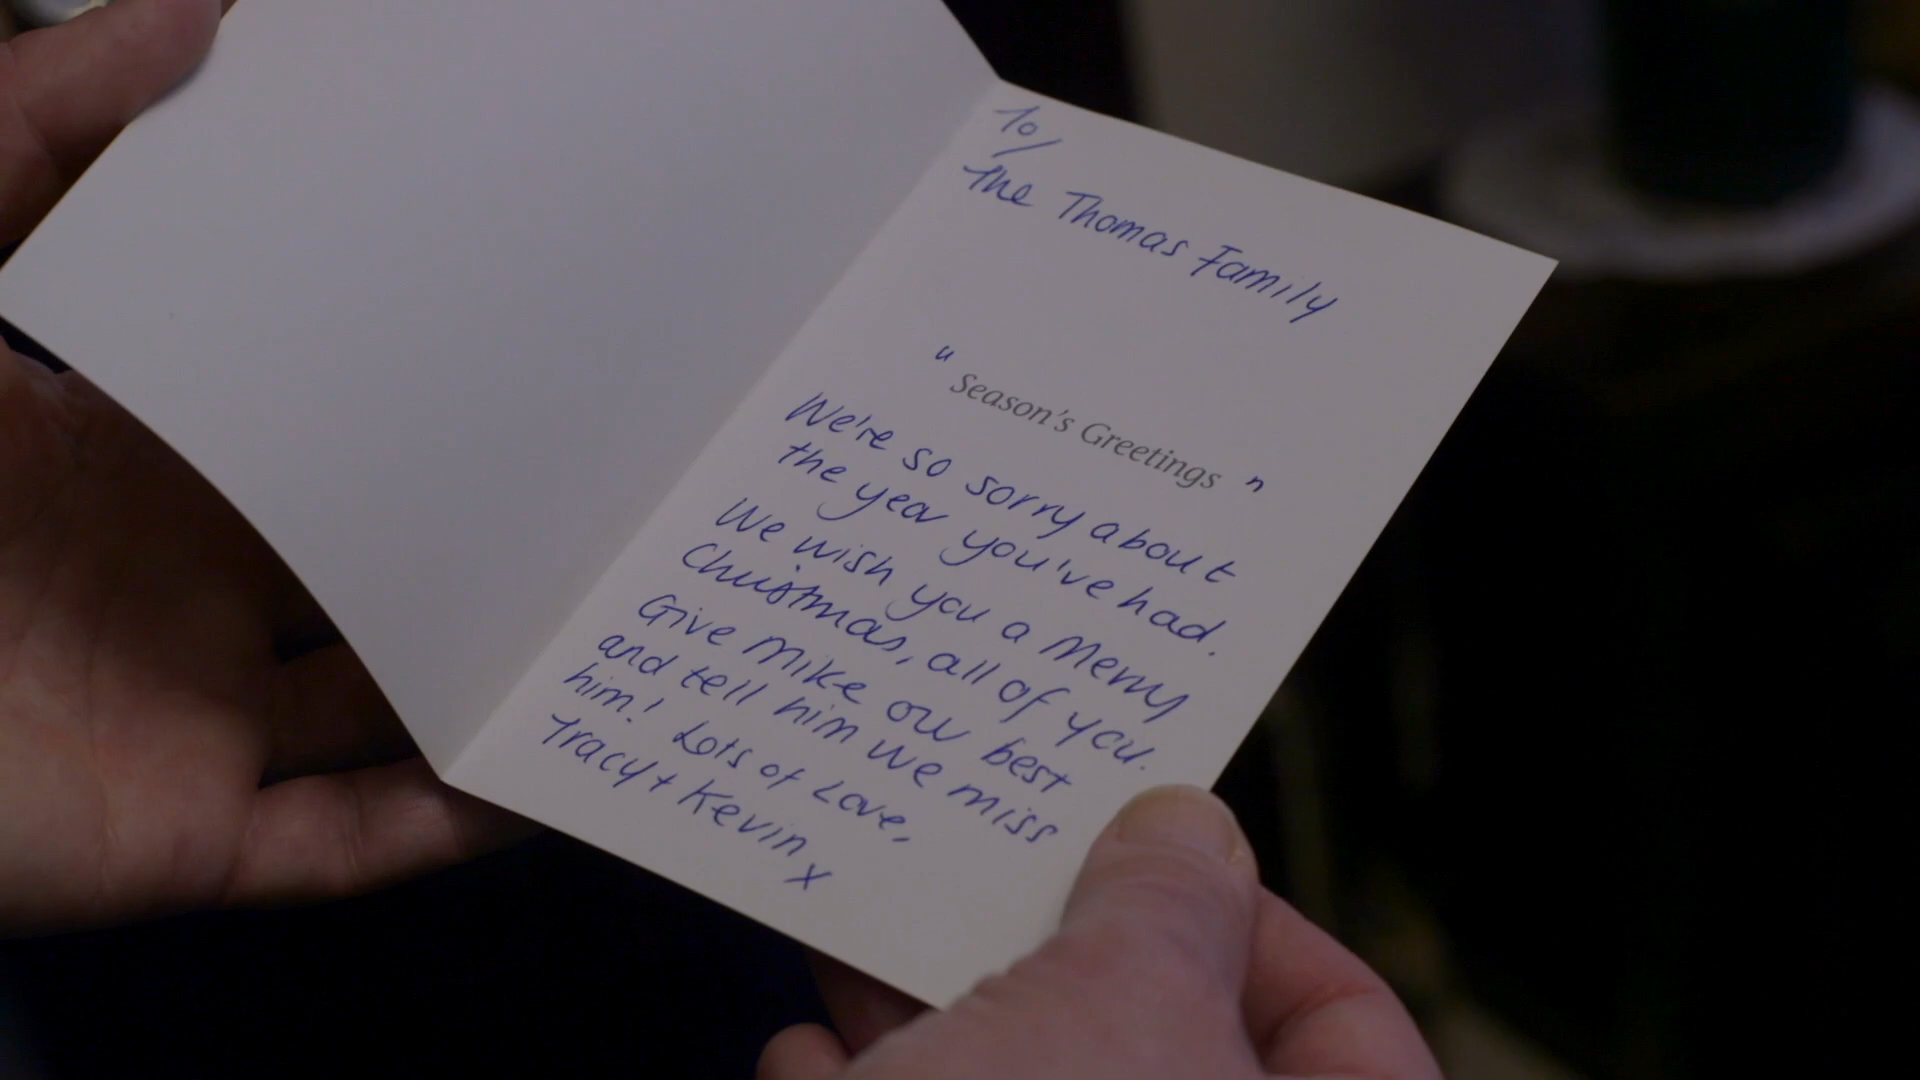 To/
The Thomas Family
"Season's Greetings"
We're so sorry about
the year you've had.
We wish you a Merry
Christmas, all of you.
Give Mike our best
and tell him we miss
him! Lots of Love,
Tracy + Kevin
x